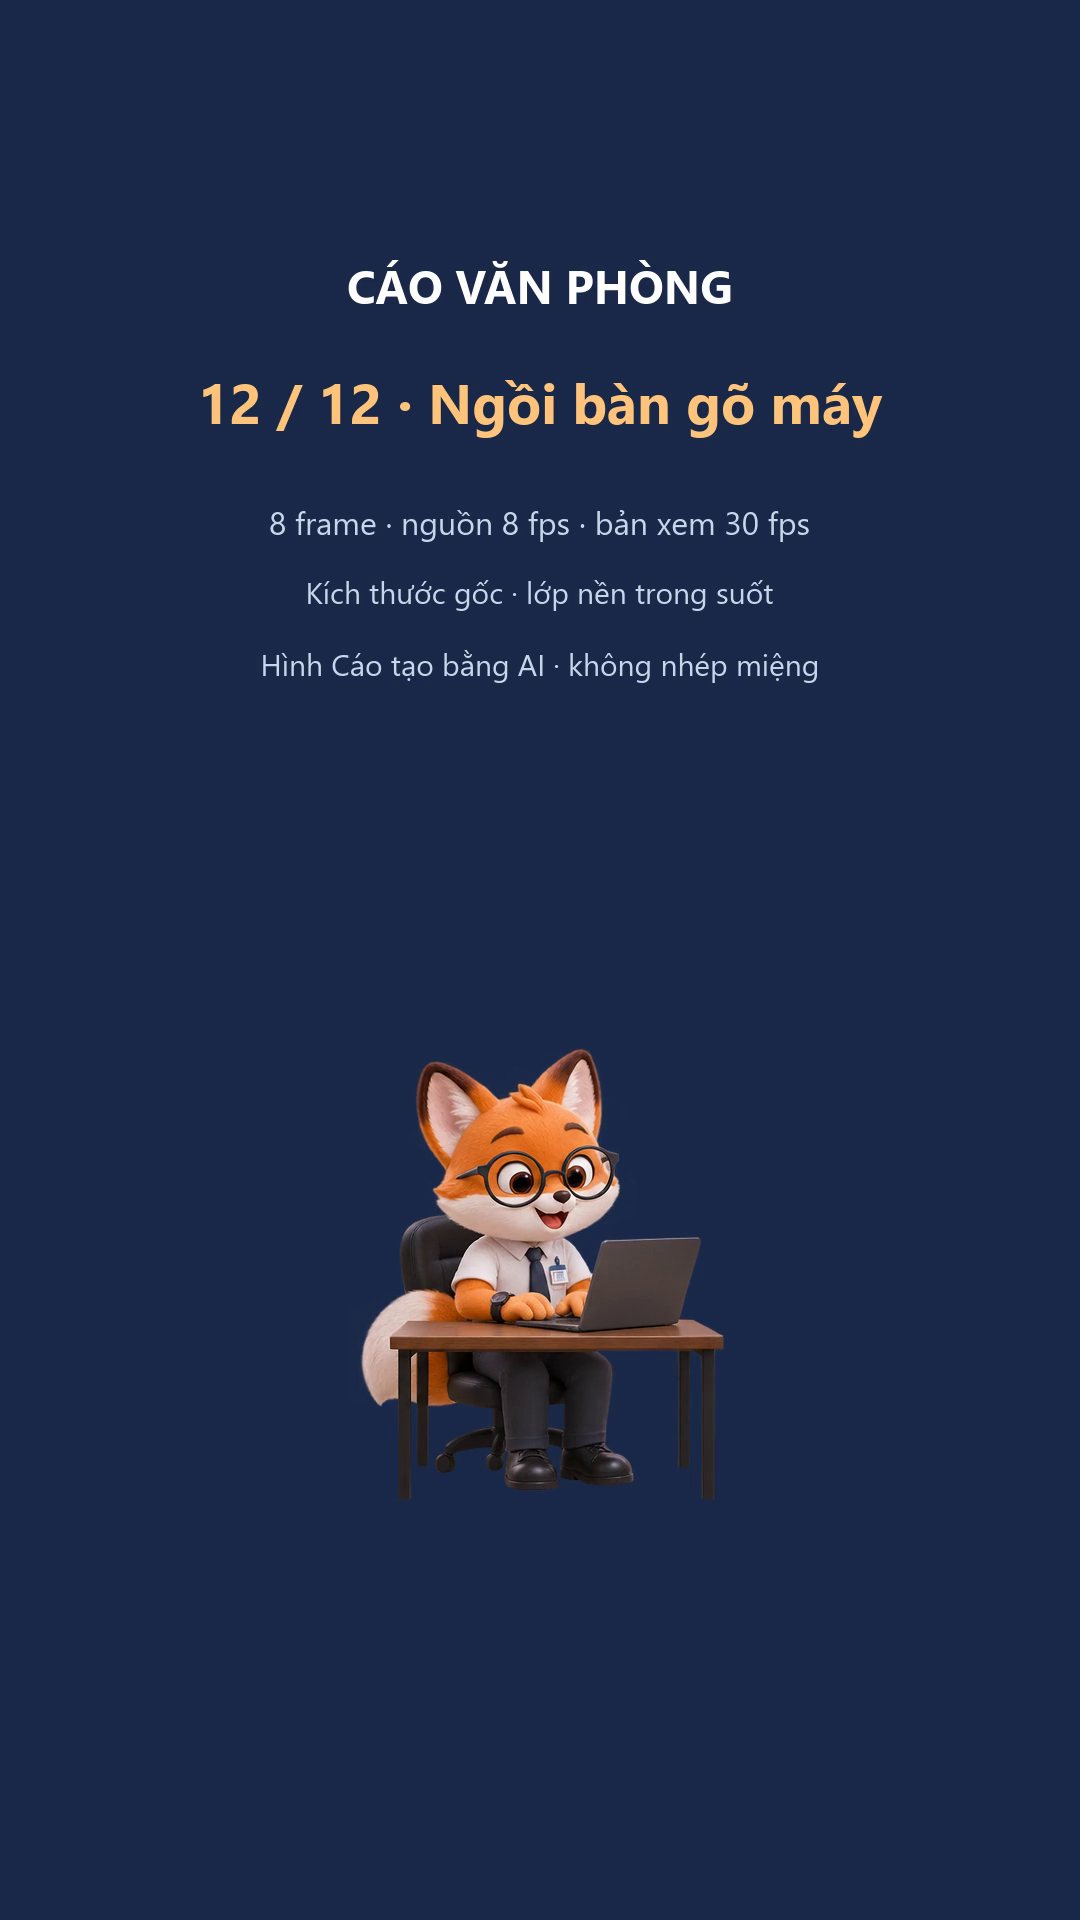 CÁO VĂN PHÒNG
12 / 12 · Ngồi bàn gõ máy
8 frame · nguồn 8 fps · bản xem 30 fps
Kích thước gốc · lớp nền trong suốt
Hình Cáo tạo bằng AI · không nhép miệng